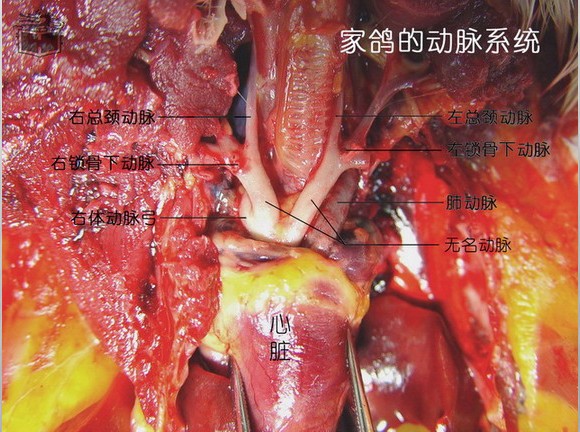 家鸽的动脉系统
右总颈动脉
左总颈动脉
右锁骨下动脉
左锁骨下动脉
右体动脉弓
肺动脉
无名动脉
心脏